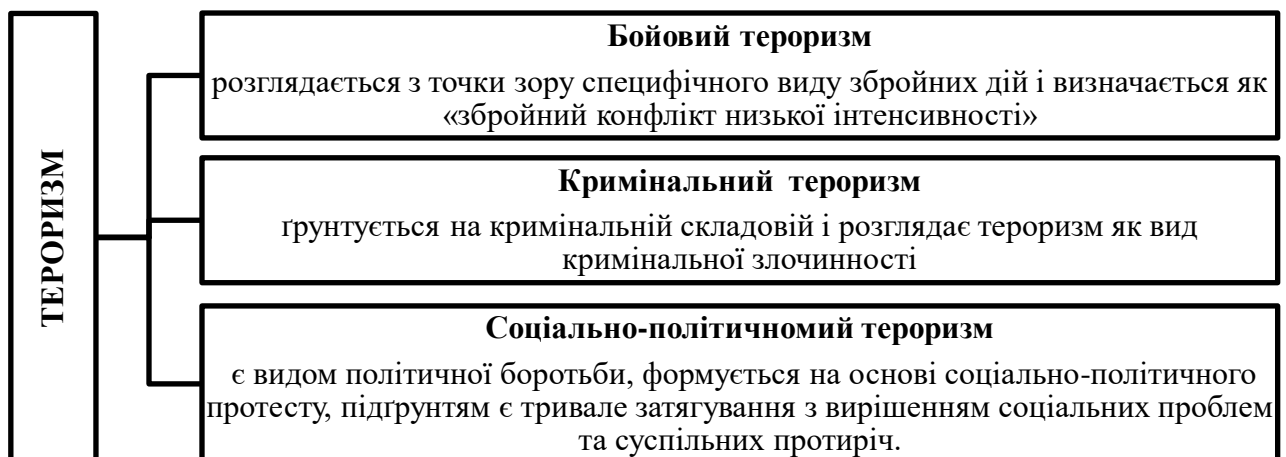 ТЕРОРИЗМ
Бойовий тероризм
розглядається з точки зору специфічного виду збройних дій і визначається як
«збройний конфлікт низької інтенсивності»
Кримінальний тероризм
ґрунтується на кримінальній складовій і розглядає тероризм як вид
кримінальної злочинності
Соціально-політичномий тероризм
є видом політичної боротьби, формується на основі соціально-політичного
протесту, підґрунтям є тривале затягування з вирішенням соціальних проблем
та суспільних протиріч.